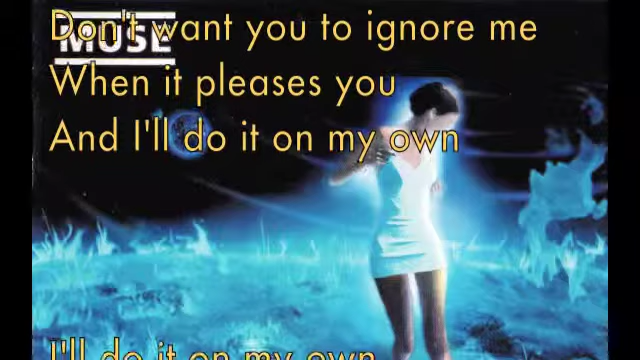 Don't want you to ignore me
MUSE
When it pleases you
And I'll do it on my own
I'll do it on my own